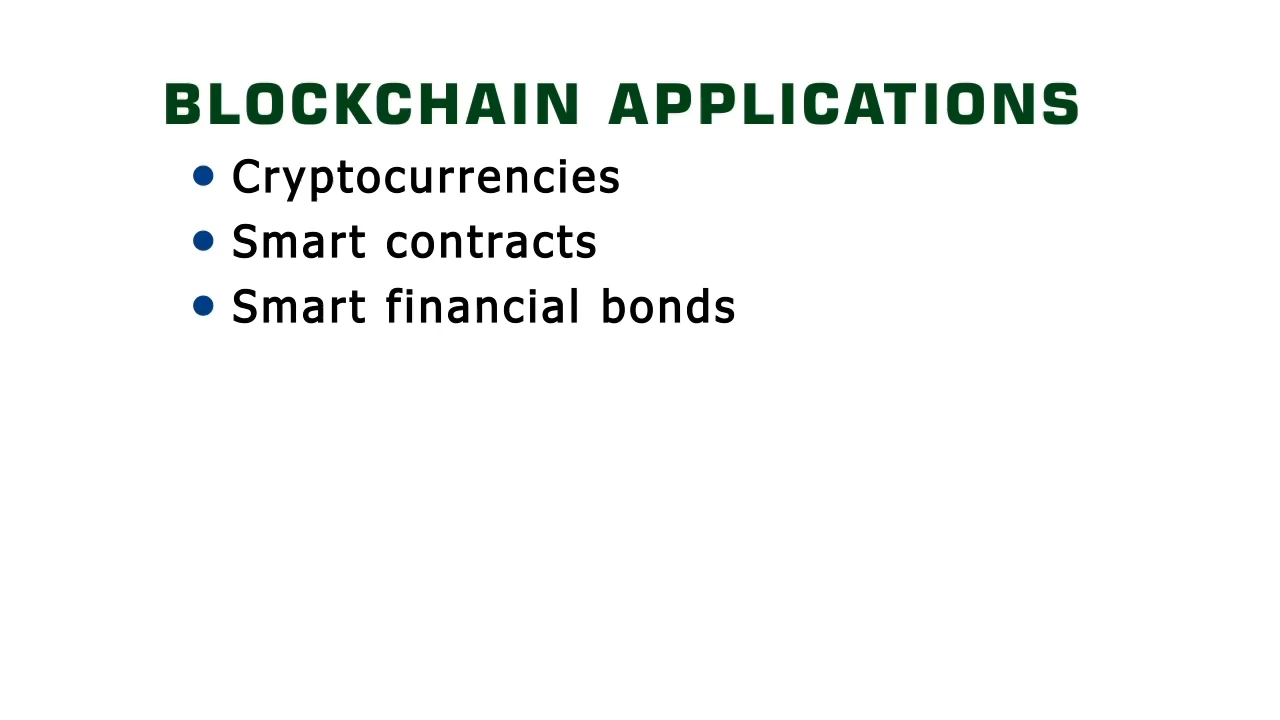 BLOCKCHAIN APPLICATIONS
• Cryptocurrencies
• Smart contracts
• Smart financial bonds